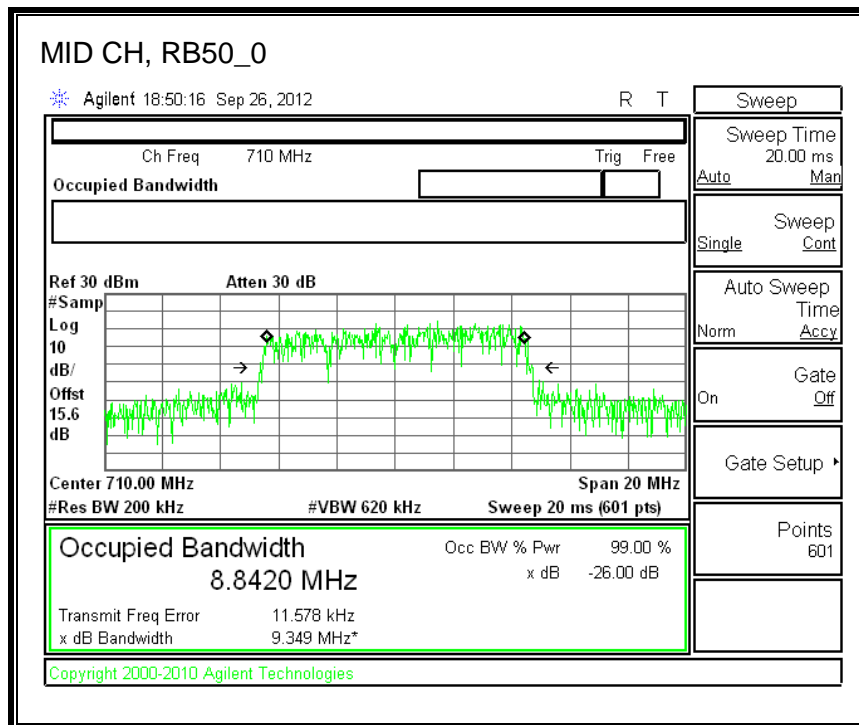 MID CH, RB50_0
Agilent 18:50:16 Sep 26, 2012 R T
Ch Freq 710 MHz Trig Free
Occupied Bandwidth
Ref 30 dBm Atten 30 dB
#Samp
Log
10
dB/
Offst
15.6
dB
Center 710.00 MHz Span 20 MHz
#Res BW 200 kHz #VBW 620 kHz Sweep 20 ms (601 pts)
Occupied Bandwidth Occ BW % Pwr 99.00 %
8.8420 MHz x dB -26.00 dB
Transmit Freq Error 11.578 kHz
x dB Bandwidth 9.349 MHz*
Copyright 2000-2010 Agilent Technologies
Sweep
Sweep Time
20.00 ms
Auto Man
Sweep
Single Cont
Auto Sweep
Time
Norm Accy
Gate
On Off
Gate Setup
Points
601